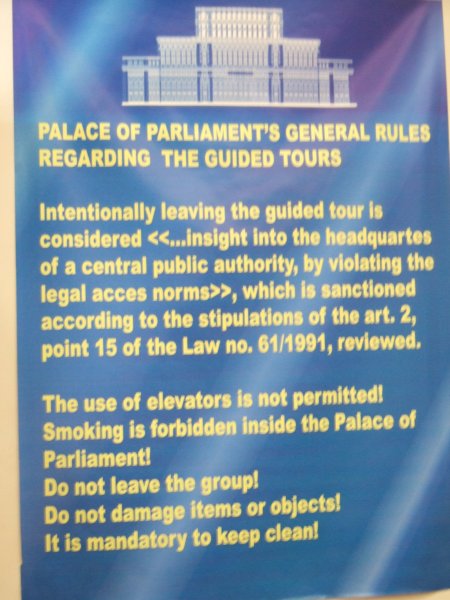 PALACE OF PARLIAMENT'S GENERAL RULES
REGARDING THE GUIDED TOURS
Intentionally leaving the guided tour is
considered <<...insight into the headquartes
of a central public authority, by violating the
legal acces norms>>, which is sanctioned
according to the stipulations of the art. 2,
point 15 of the Law no. 61/1991, reviewed.
The use of elevators is not permitted!
Smoking is forbidden inside the Palace of
Parliament!
Do not leave the group!
Do not damage items or objects!
It is mandatory to keep clean!